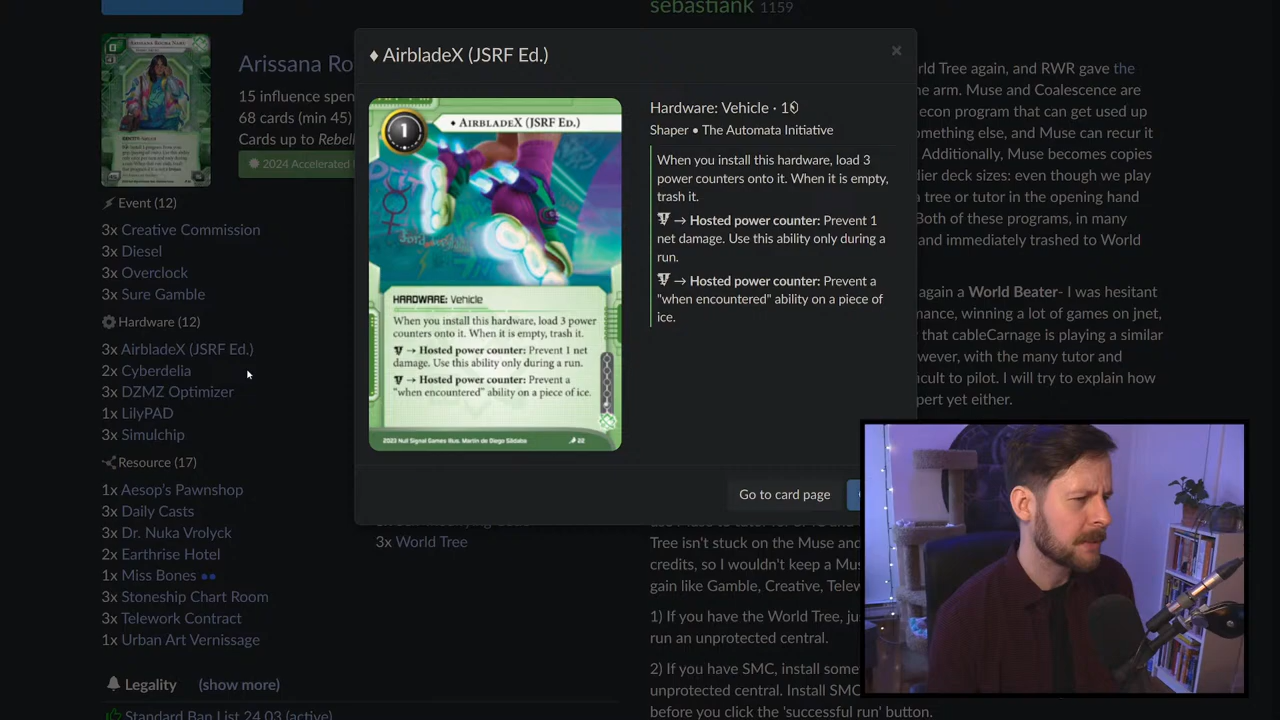 sebastiank 1159
Arissana Ro
15 influence spen
68 cards (min 45)
Cards up to Rebel
2024 Accelerated
Event (12)
3x Creative Commission
3x Diesel
3x Overclock
3x Sure Gamble
Hardware (12)
3x AirbladeX (JSRF Ed.)
2x Cyberdelia
3x DZMZ Optimizer
1x LilyPAD
3x Simulchip
Resource (17)
1x Aesop's Pawnshop
3x Daily Casts
3x Dr. Nuka Vrolyck
2x Earthrise Hotel
1x Miss Bones
3x Stoneship Chart Room
3x Telework Contract
1x Urban Art Vernissage
Legality (show more)
Standard Ban List 24.03 (active)
♦ AirbladeX (JSRF Ed.)
×
1
♦ AIRBLADEX (JSRF ED.)
HARDWARE: Vehicle
When you install this hardware, load 3 power
counters onto it. When it is empty, trash it.
→ Hosted power counter: Prevent 1 net
damage. Use this ability only during a run.
→ Hosted power counter: Prevent a
"when encountered" ability on a piece of ice.
2023 Null Signal Games Illus. Martin de Diego Sádaba
22
Hardware: Vehicle · 1
Shaper • The Automata Initiative
When you install this hardware, load 3
power counters onto it. When it is empty,
trash it.
→ Hosted power counter: Prevent 1
net damage. Use this ability only during a
run.
→ Hosted power counter: Prevent a
"when encountered" ability on a piece of
ice.
Go to card page
3x World Tree
rld Tree again, and RWR gave the
he arm. Muse and Coalescence are
econ program that can get used up
omething else, and Muse can recur it
Additionally, Muse becomes copies
lier deck sizes: even though we play
a tree or tutor in the opening hand
Both of these programs, in many
and immediately trashed to World
again a World Beater- I was hesitant
mance, winning a lot of games on jnet,
that cableCarnage is playing a similar
owever, with the many tutor and
icult to pilot. I will try to explain how
pert yet either.
Tree isn't stuck on the Muse and
credits, so I wouldn't keep a Mus
gain like Gamble, Creative, Telew
1) If you have the World Tree, jus
run an unprotected central.
2) If you have SMC, install some
unprotected central. Install SMC
before you click the 'successful run' button.